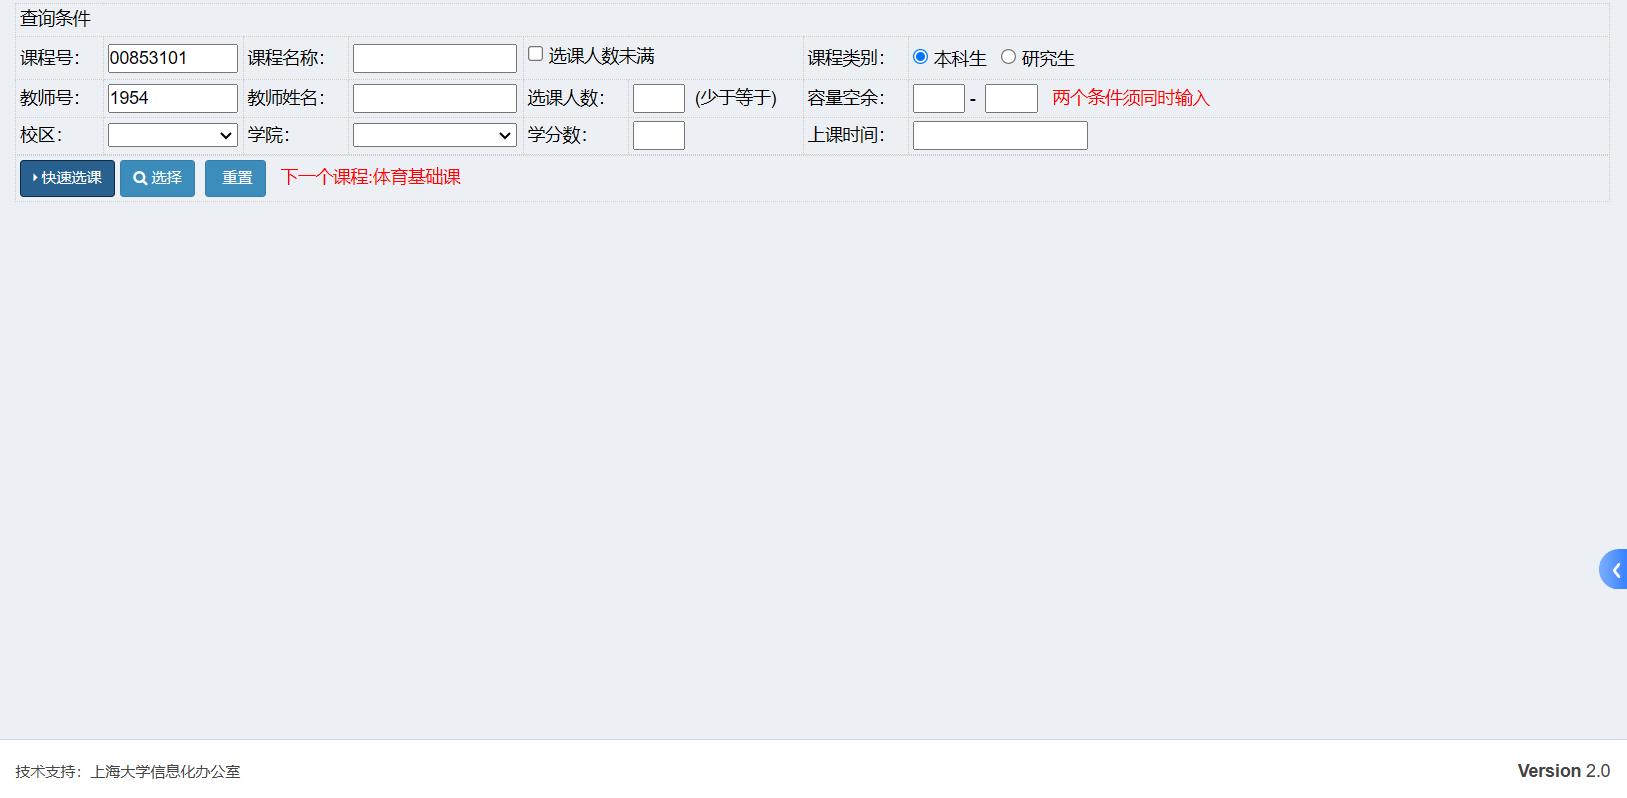 查询条件
课程号： 00853101 课程名称： 选课人数未满 课程类别： 本科生 研究生
教师号： 1954 教师姓名： 选课人数： (少于等于) 容量空余： - 两个条件须同时输入
校区： 学院： 学分数： 上课时间：
快速选课 选择 重置 下一个课程:体育基础课
技术支持：上海大学信息化办公室 Version 2.0